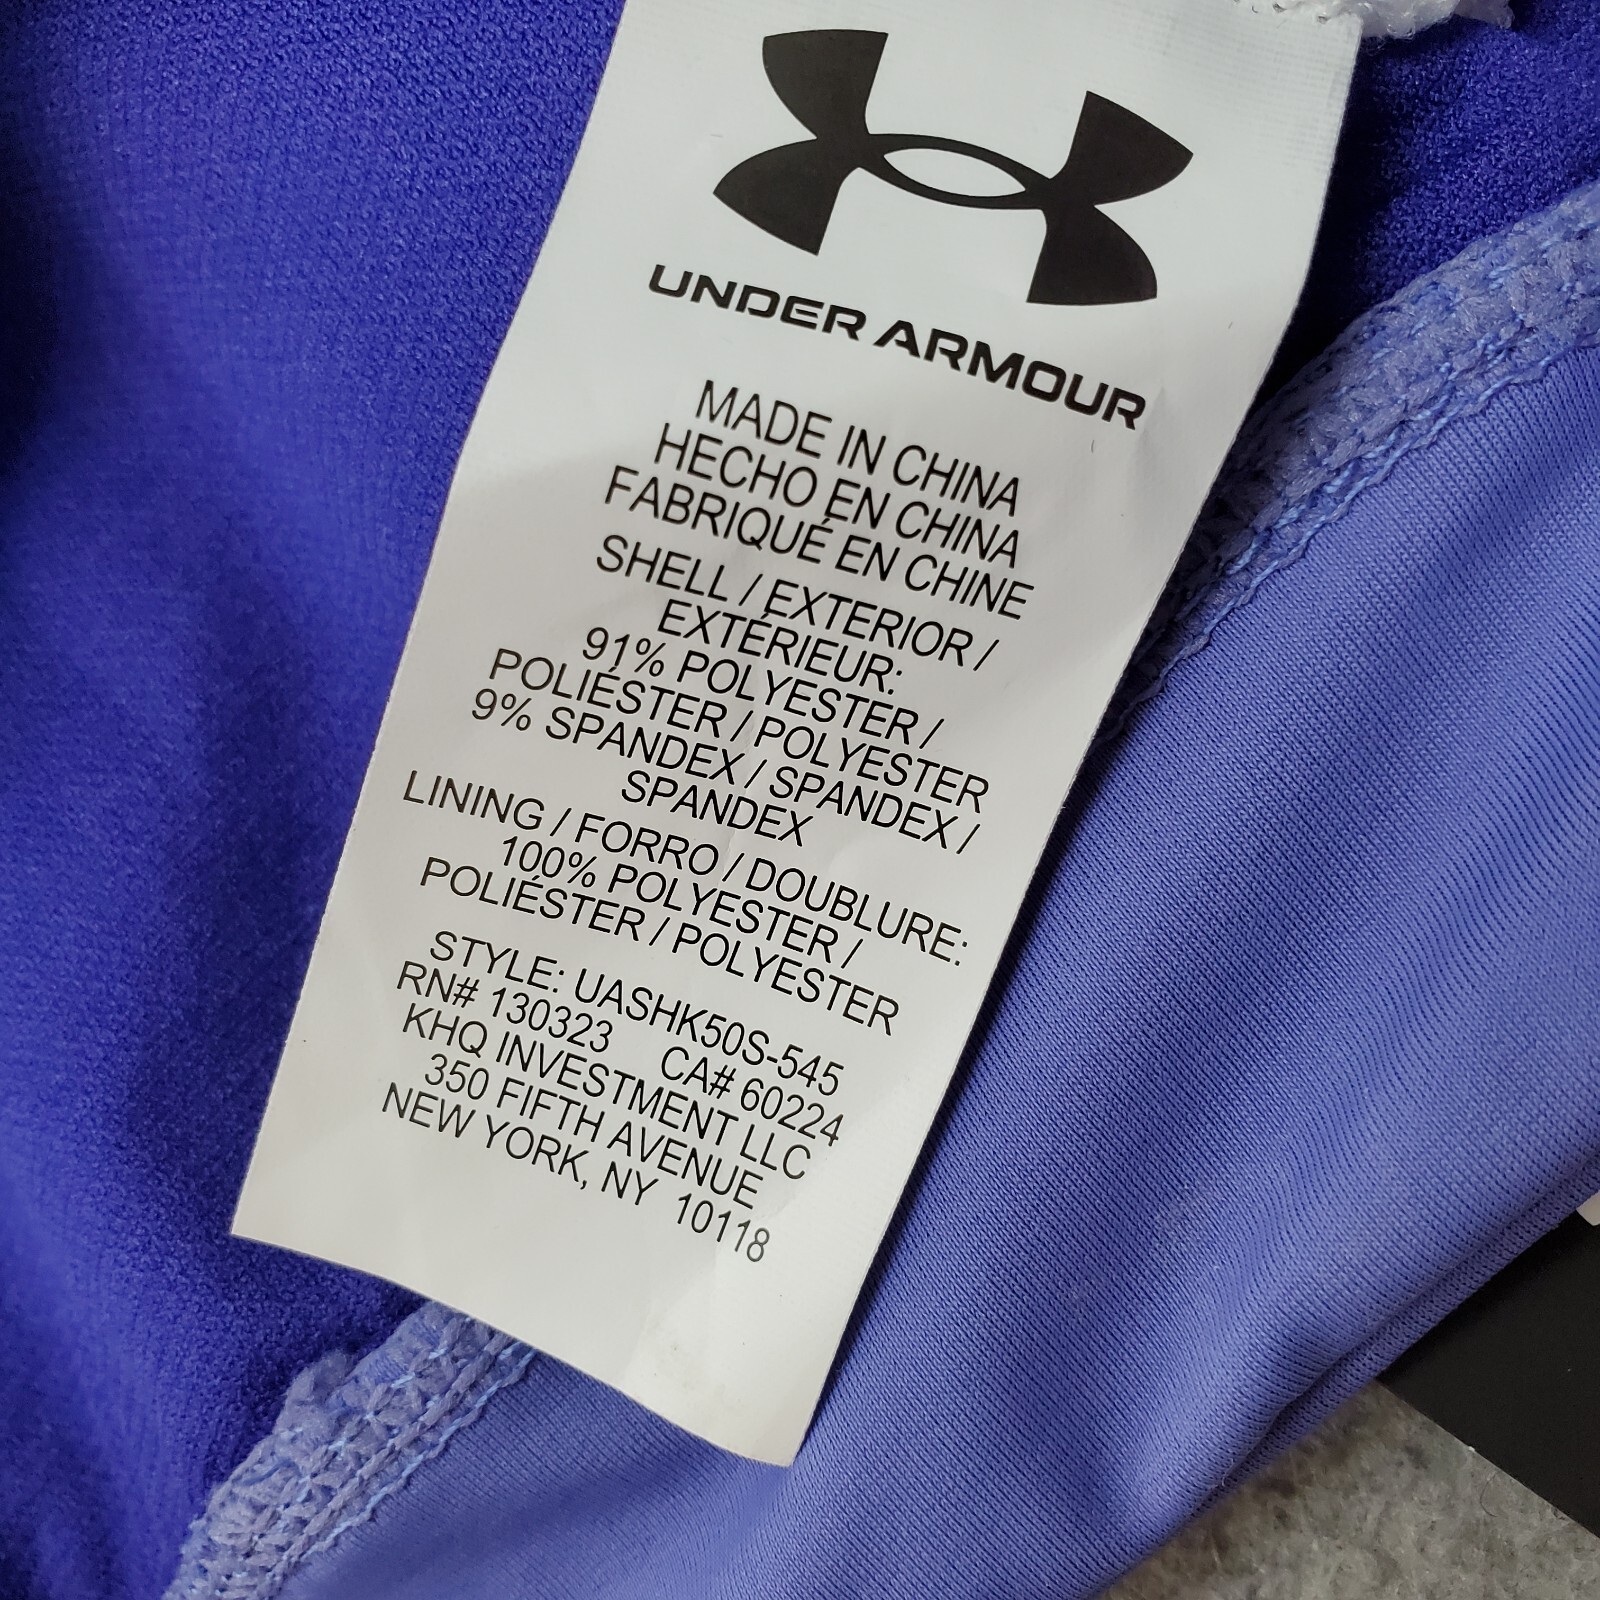 UNDER ARMOUR
MADE IN CHINA
HECHO EN CHINA
FABRIQUÉ EN CHINE
SHELL / EXTERIOR /
EXTÉRIEUR:
91% POLYESTER /
POLIÉSTER / POLYESTER
9% SPANDEX / SPANDEX /
SPANDEX
LINING / FORRO / DOUBLURE:
100% POLYESTER /
POLIÉSTER / POLYESTER
STYLE: UASHK50S-545
RN# 130323 CA# 60224
KHQ INVESTMENT LLC
350 FIFTH AVENUE
NEW YORK, NY 10118